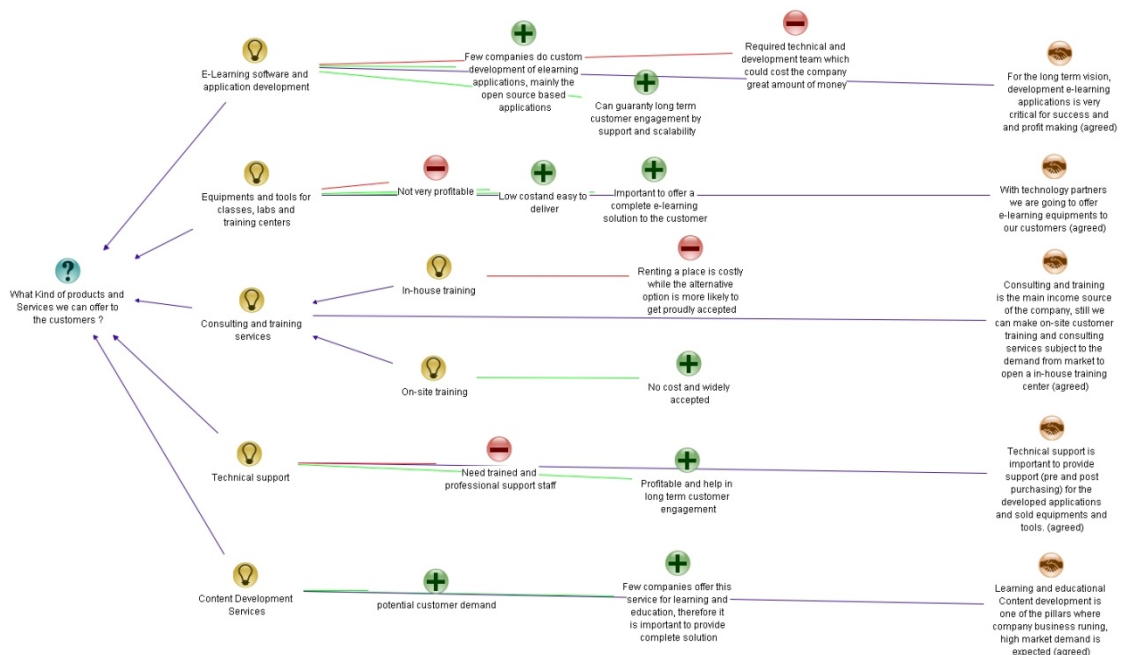 E-Learning software and
application development
Few companies do custom
development of elearning
applications, mainly the
open source based
applications
Can guaranty long term
customer engagement by
support and scalability
Required technical and
development team which
could cost the company
great amount of money
For the long term vision,
development e-learning
applications is very
critical for success and
and profit making (agreed)
Equipments and tools for
classes, labs and
training centers
Not very profitable
Low costand easy to
deliver
Important to offer a
complete e-learning
solution to the customer
With technology partners
we are going to offer
e-learning equipments to
our customers (agreed)
What Kind of products and
Services we can offer to
the customers ?
Consulting and training
services
In-house training
Renting a place is costly
while the alternative
option is more likely to
get proudly accepted
On-site training
No cost and widely
accepted
Consulting and training
is the main income source
of the company, still we
can make on-site customer
training and consulting
services subject to the
demand from market to
open a in-house training
center (agreed)
Technical support
Need trained and
professional support staff
Profitable and help in
long term customer
engagement
Technical support is
important to provide
support (pre and post
purchasing) for the
developed applications
and sold equipments and
tools. (agreed)
Content Development
Services
potential customer demand
Few companies offer this
service for learning and
education, therefore it
is important to provide
complete solution
Learning and educational
Content development is
one of the pillars where
company business runing,
high market demand is
expected (agreed)